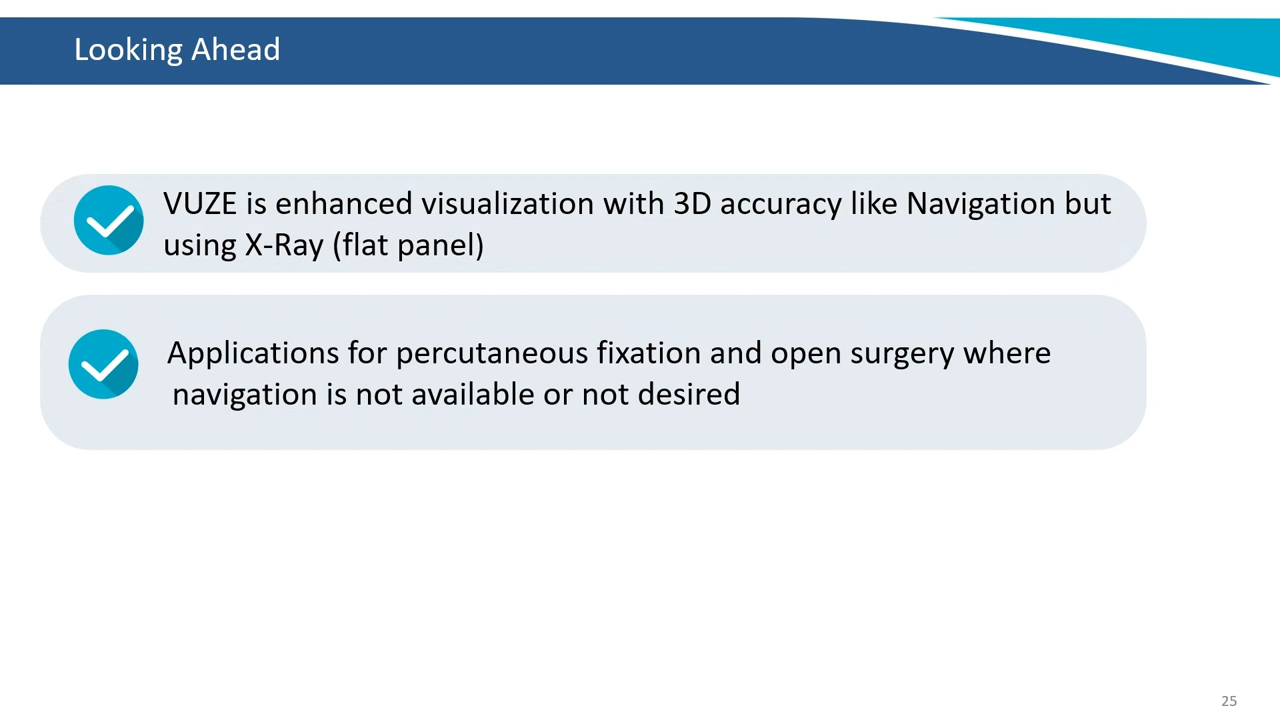 Looking Ahead
VUZE is enhanced visualization with 3D accuracy like Navigation but
using X-Ray (flat panel)
Applications for percutaneous fixation and open surgery where
navigation is not available or not desired
25